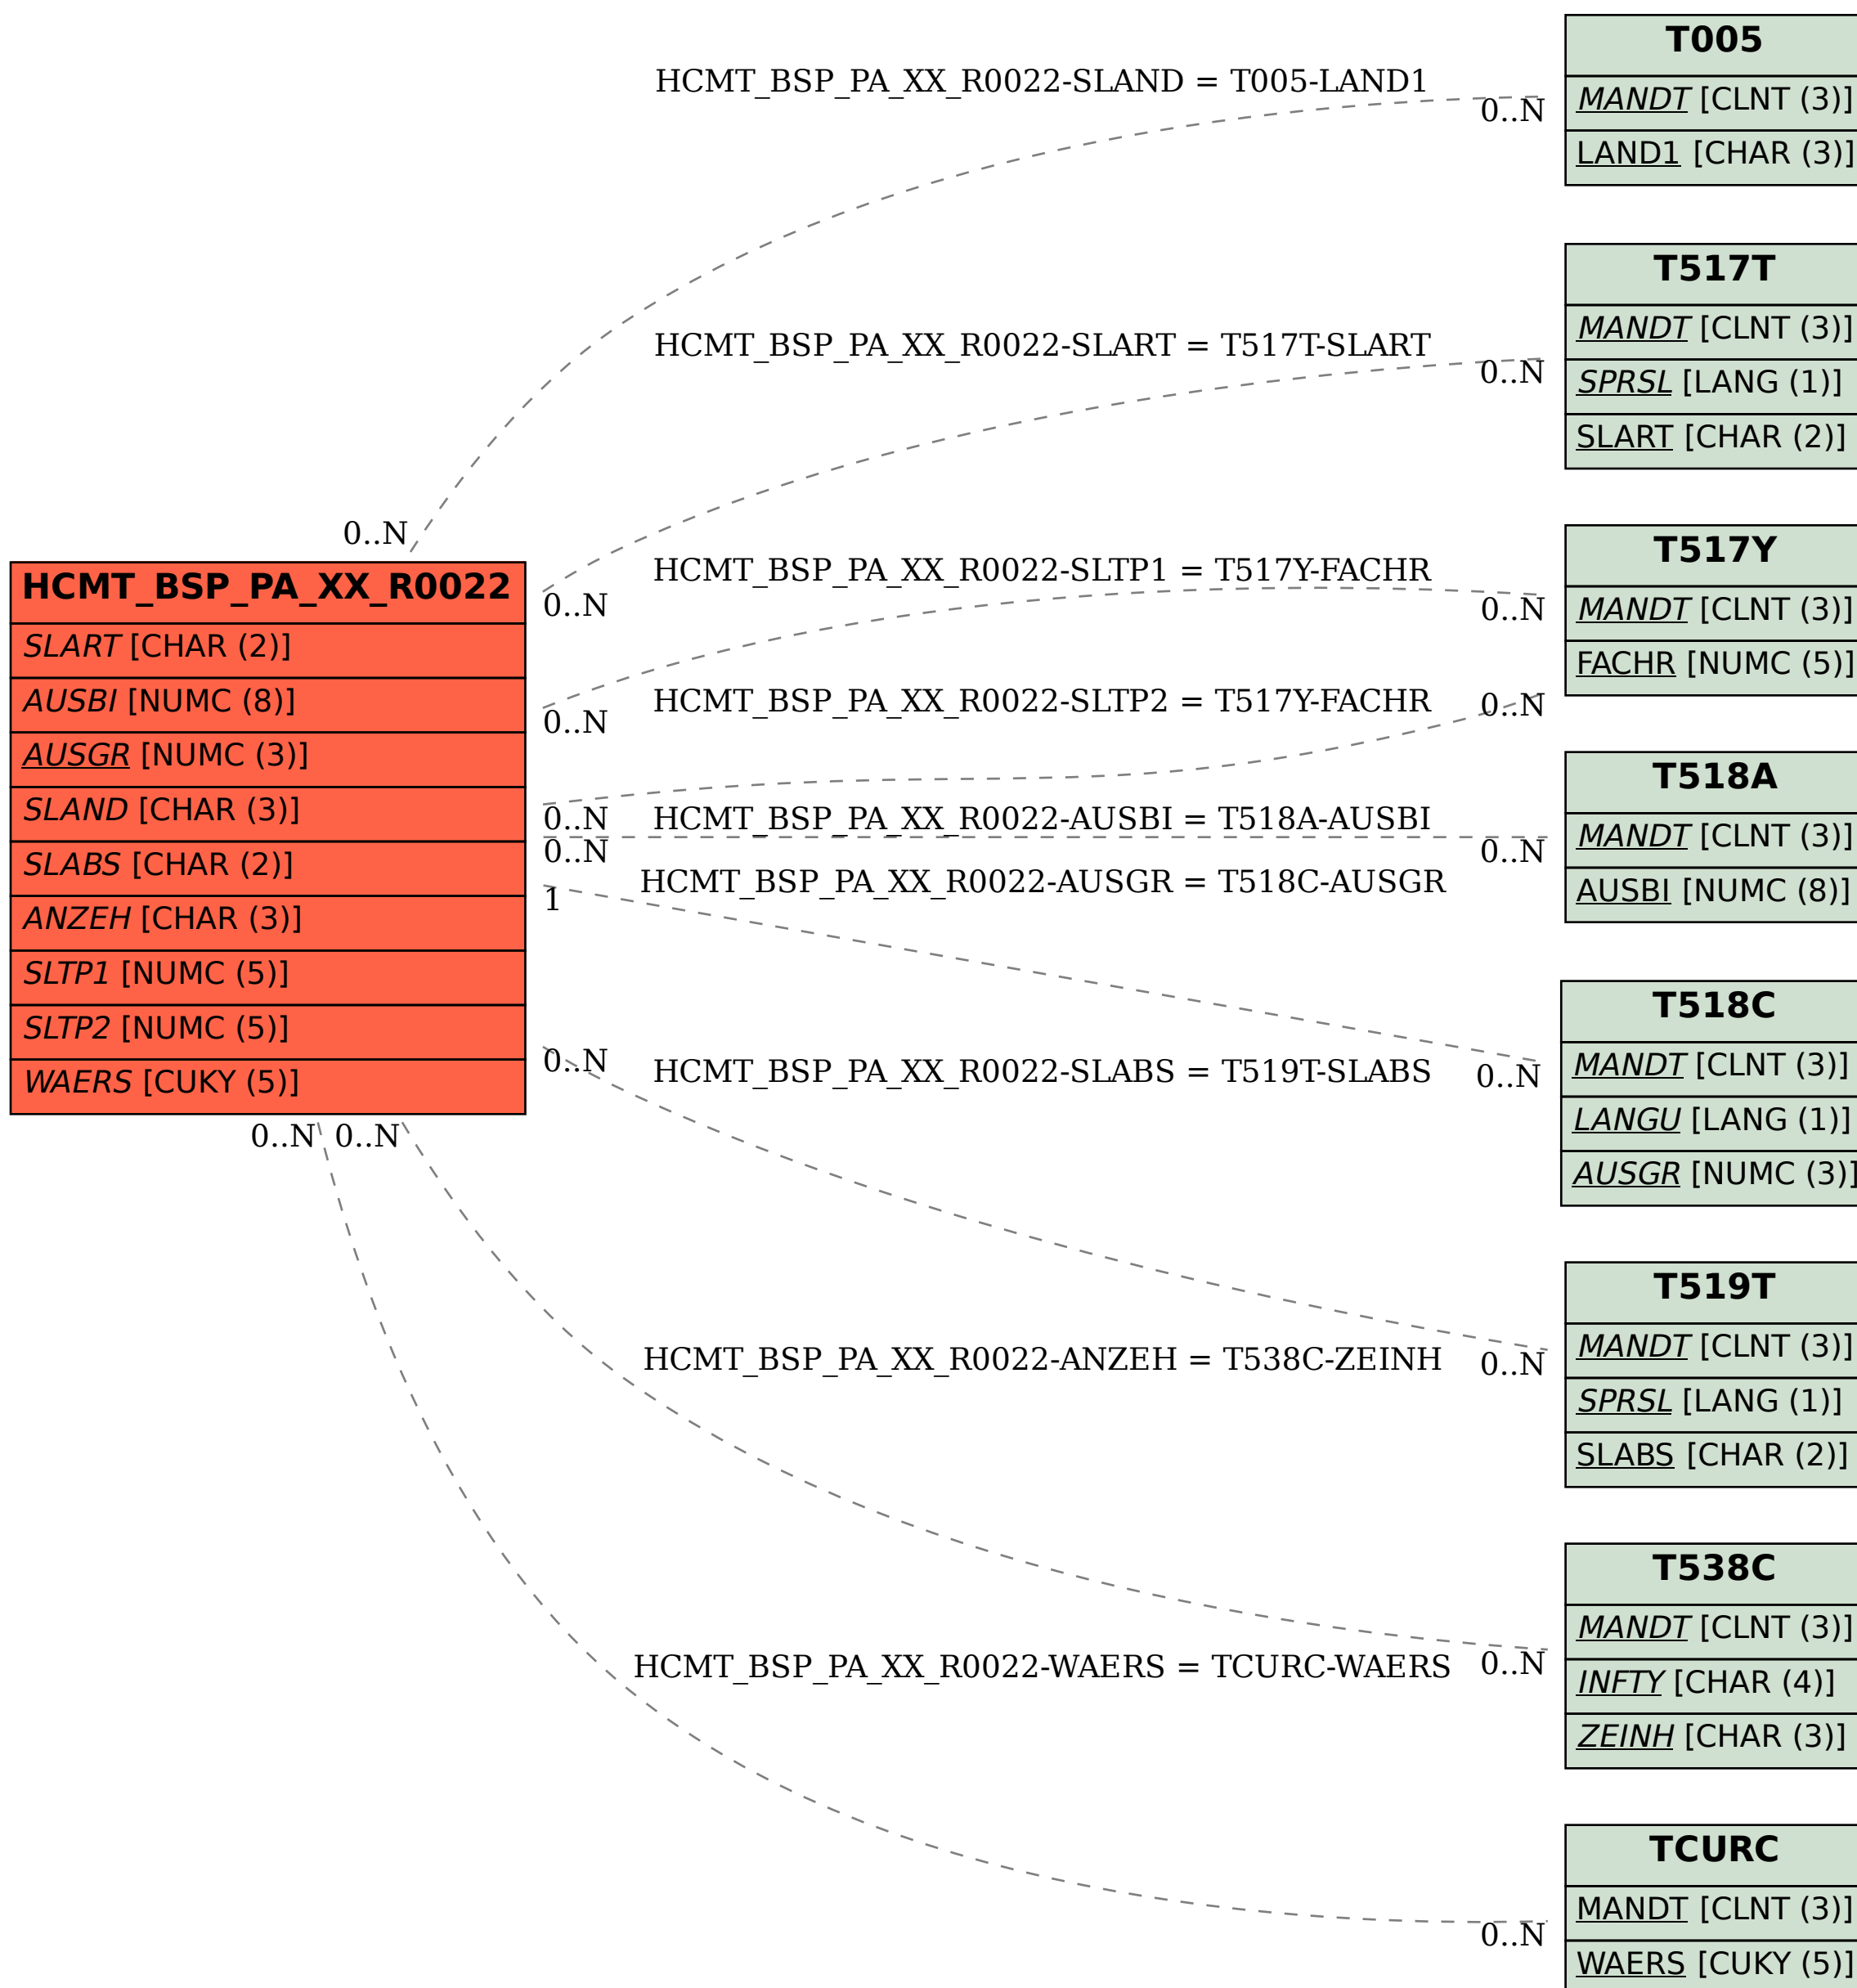 T005
MANDT [CLNT (3)]
LAND1 [CHAR (3)]
HCMT_BSP_PA_XX_R0022-SLAND = T005-LAND1
0..N
0..N
T517T
MANDT [CLNT (3)]
SPRSL [LANG (1)]
SLART [CHAR (2)]
HCMT_BSP_PA_XX_R0022-SLART = T517T-SLART
0..N
0..N
T517Y
MANDT [CLNT (3)]
FACHR [NUMC (5)]
HCMT_BSP_PA_XX_R0022-SLTP1 = T517Y-FACHR
0..N
0..N
HCMT_BSP_PA_XX_R0022-SLTP2 = T517Y-FACHR
0..N
0..N
HCMT_BSP_PA_XX_R0022
SLART [CHAR (2)]
AUSBI [NUMC (8)]
AUSGR [NUMC (3)]
SLAND [CHAR (3)]
SLABS [CHAR (2)]
ANZEH [CHAR (3)]
SLTP1 [NUMC (5)]
SLTP2 [NUMC (5)]
WAERS [CUKY (5)]
T518A
MANDT [CLNT (3)]
AUSBI [NUMC (8)]
HCMT_BSP_PA_XX_R0022-AUSBI = T518A-AUSBI
0..N
0..N
HCMT_BSP_PA_XX_R0022-AUSGR = T518C-AUSGR
1
0..N
T518C
MANDT [CLNT (3)]
LANGU [LANG (1)]
AUSGR [NUMC (3)]
HCMT_BSP_PA_XX_R0022-SLABS = T519T-SLABS
0..N
0..N
T519T
MANDT [CLNT (3)]
SPRSL [LANG (1)]
SLABS [CHAR (2)]
HCMT_BSP_PA_XX_R0022-ANZEH = T538C-ZEINH
0..N
0..N
T538C
MANDT [CLNT (3)]
INFTY [CHAR (4)]
ZEINH [CHAR (3)]
HCMT_BSP_PA_XX_R0022-WAERS = TCURC-WAERS
0..N
0..N
TCURC
MANDT [CLNT (3)]
WAERS [CUKY (5)]